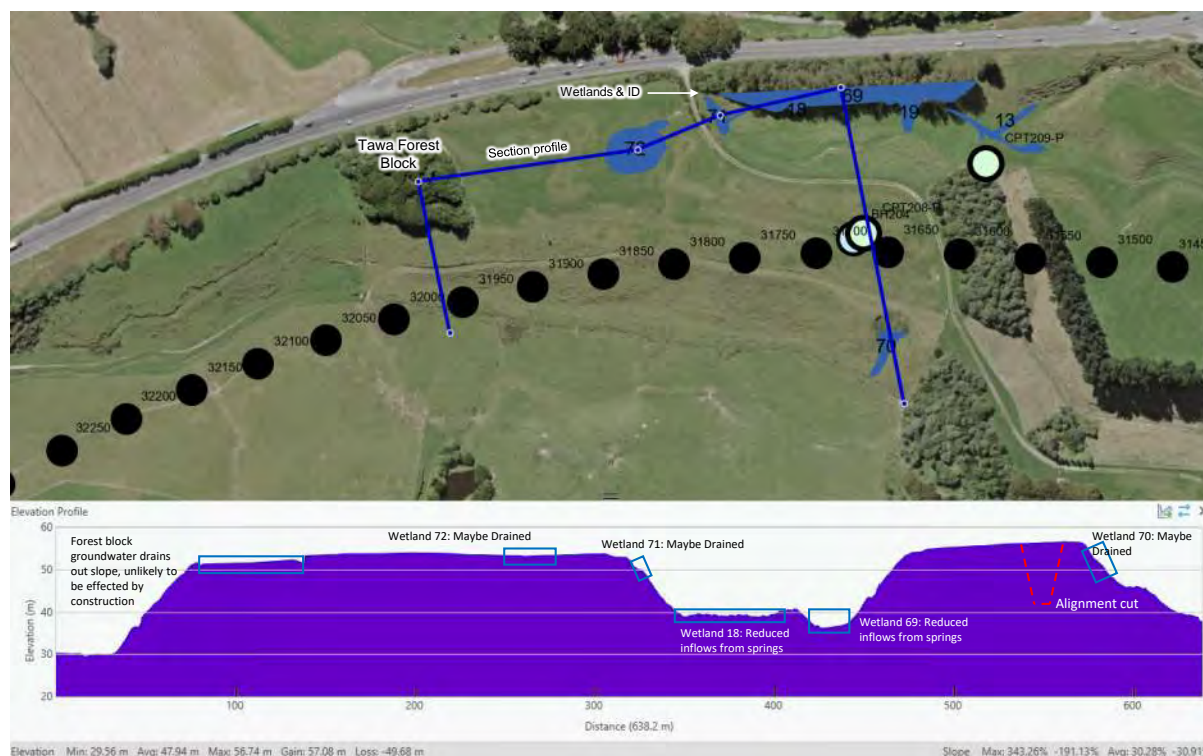 Wetlands & ID
69
18
19
13
CPT209-P
71
Tawa Forest
Block
Section profile
72
BH204
31650
31600
31550
31500
31750
31800
31850
31900
31950
32000
32050
32100
32150
32200
32250
70
Elevation Profile
60
50
40
30
20
Elevation (m)
Forest block
groundwater drains
out slope, unlikely to
be effected by
construction
Wetland 72: Maybe Drained
Wetland 71: Maybe Drained
Wetland 70: Maybe
Drained
Alignment cut
Wetland 18: Reduced
inflows from springs
Wetland 69: Reduced
inflows from springs
100
200
300
400
500
600
Distance (638.2 m)
Elevation Min: 29.56 m Avg: 47.94 m Max: 56.74 m Gain: 57.08 m Loss: -49.68 m
Slope Max: 343.26% -191.13% Avg: 30.28%